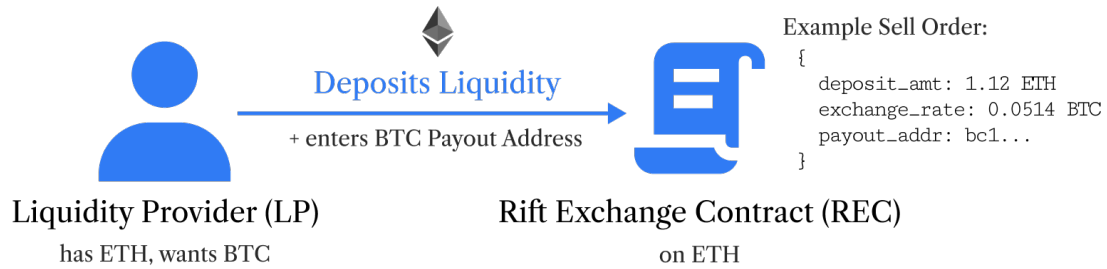 Example Sell Order:
{
deposit_amt: 1.12 ETH
exchange_rate: 0.0514 BTC
payout_addr: bc1...
}
Deposits Liquidity
+ enters BTC Payout Address
Liquidity Provider (LP)
has ETH, wants BTC
Rift Exchange Contract (REC)
on ETH